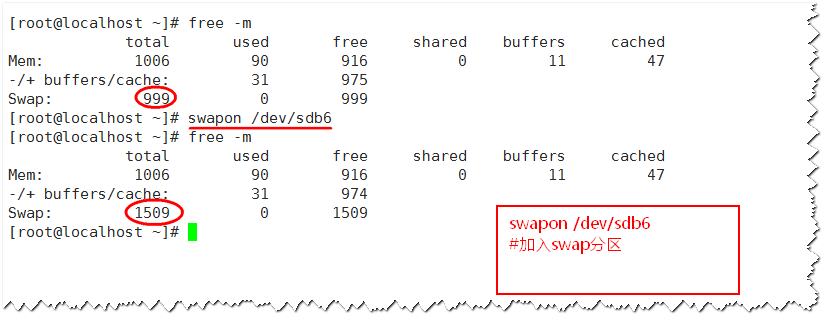 [root@localhost ~]# free -m
total used free shared buffers cached
Mem: 1006 90 916 0 11 47
-/+ buffers/cache: 31 975
Swap: 999 0 999
[root@localhost ~]# swapon /dev/sdb6
[root@localhost ~]# free -m
total used free shared buffers cached
Mem: 1006 90 916 0 11 47
-/+ buffers/cache: 31 974
Swap: 1509 0 1509
[root@localhost ~]#
swapon /dev/sdb6
#加入swap分区